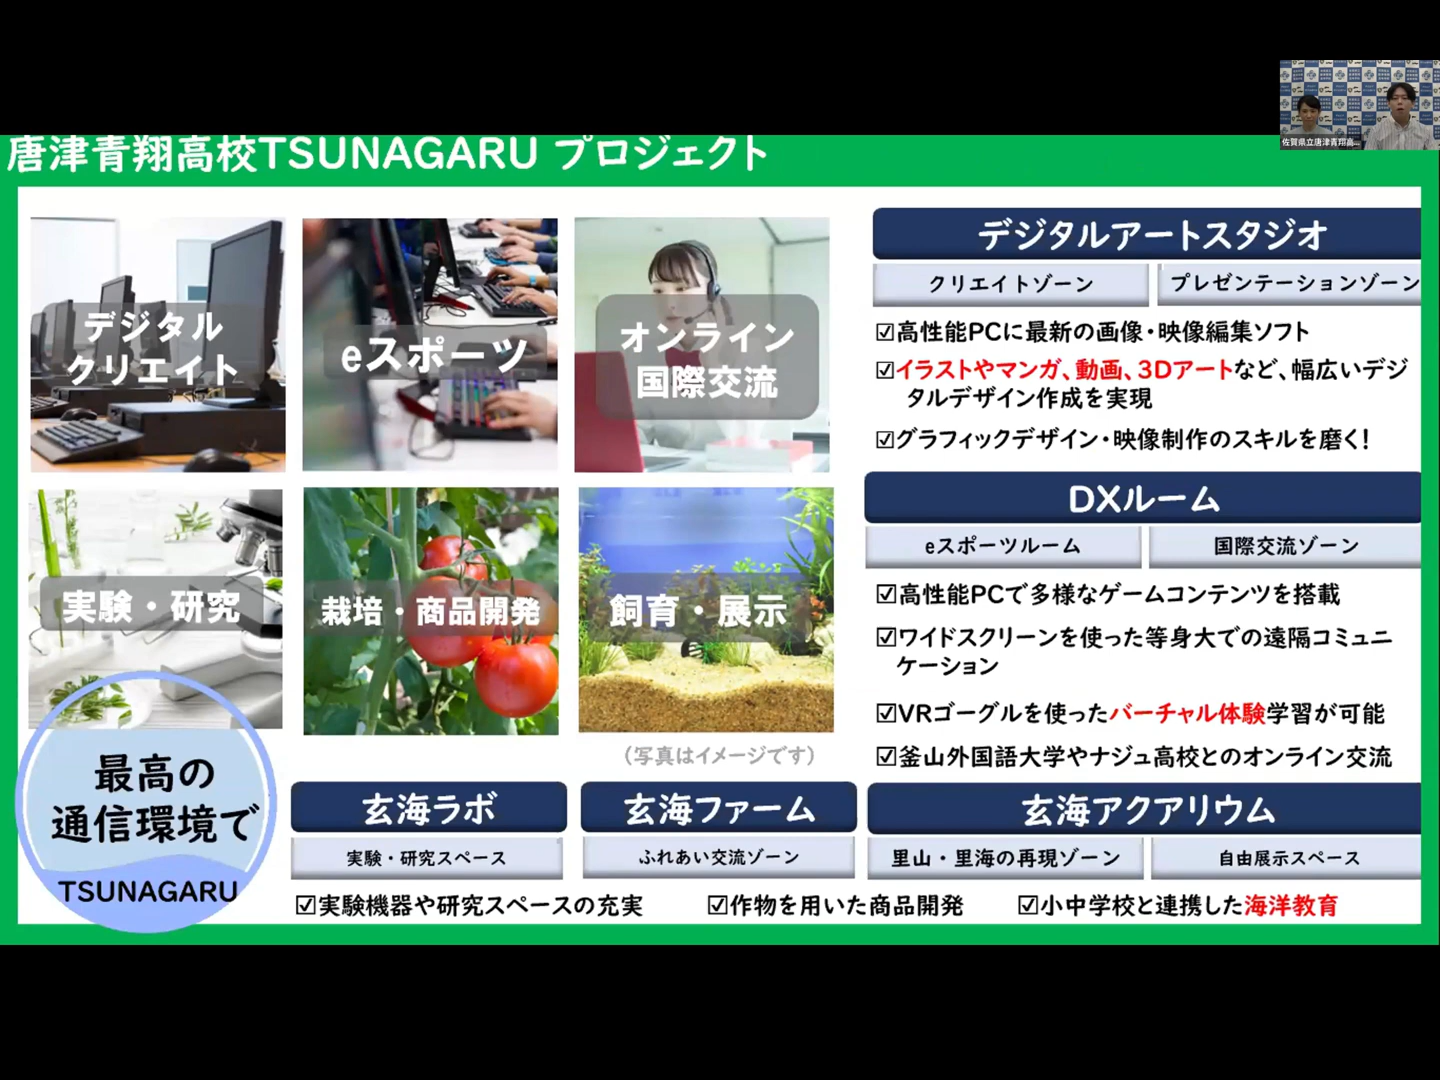 唐津青翔高校TSUNAGARU プロジェクト
佐賀県立唐津青翔高...
デジタル
クリエイト
eスポーツ
オンライン
国際交流
実験・研究
栽培・商品開発
飼育・展示
(写真はイメージです)
最高の
通信環境で
TSUNAGARU
デジタルアートスタジオ
クリエイトゾーン
プレゼンテーションゾーン
☑高性能PCに最新の画像・映像編集ソフト
☑イラストやマンガ、動画、3Dアートなど、幅広いデジ
タルデザイン作成を実現
☑グラフィックデザイン・映像制作のスキルを磨く!
DXルーム
eスポーツルーム
国際交流ゾーン
☑高性能PCで多様なゲームコンテンツを搭載
☑ワイドスクリーンを使った等身大での遠隔コミュニ
ケーション
☑VRゴーグルを使ったバーチャル体験学習が可能
☑釜山外国語大学やナジュ高校とのオンライン交流
玄海ラボ
実験・研究スペース
☑実験機器や研究スペースの充実
玄海ファーム
ふれあい交流ゾーン
☑作物を用いた商品開発
玄海アクアリウム
里山・里海の再現ゾーン
自由展示スペース
☑小中学校と連携した海洋教育